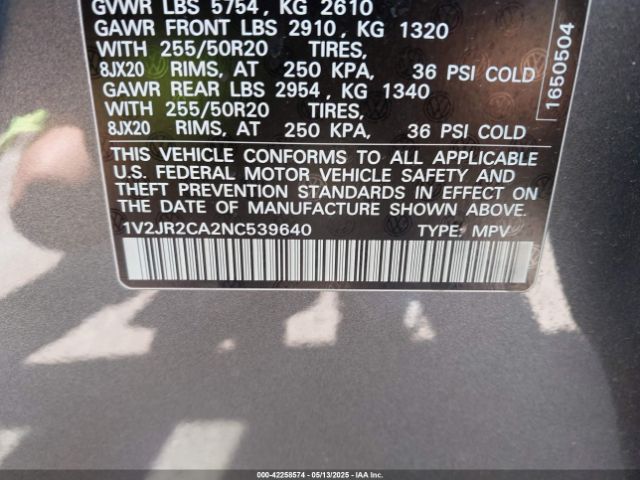 GVWR LBS 5754, KG 2610
GAWR FRONT LBS 2910, KG 1320
WITH 255/50R20 TIRES,
8JX20 RIMS, AT 250 KPA, 36 PSI COLD
GAWR REAR LBS 2954, KG 1340
WITH 255/50R20 TIRES,
8JX20 RIMS, AT 250 KPA, 36 PSI COLD
THIS VEHICLE CONFORMS TO ALL APPLICABLE
U.S. FEDERAL MOTOR VEHICLE SAFETY AND
THEFT PREVENTION STANDARDS IN EFFECT ON
THE DATE OF MANUFACTURE SHOWN ABOVE.
1V2JR2CA2NC539640 TYPE: MPV
1650504
000-42258574 - 05/13/2025 - IAA Inc.